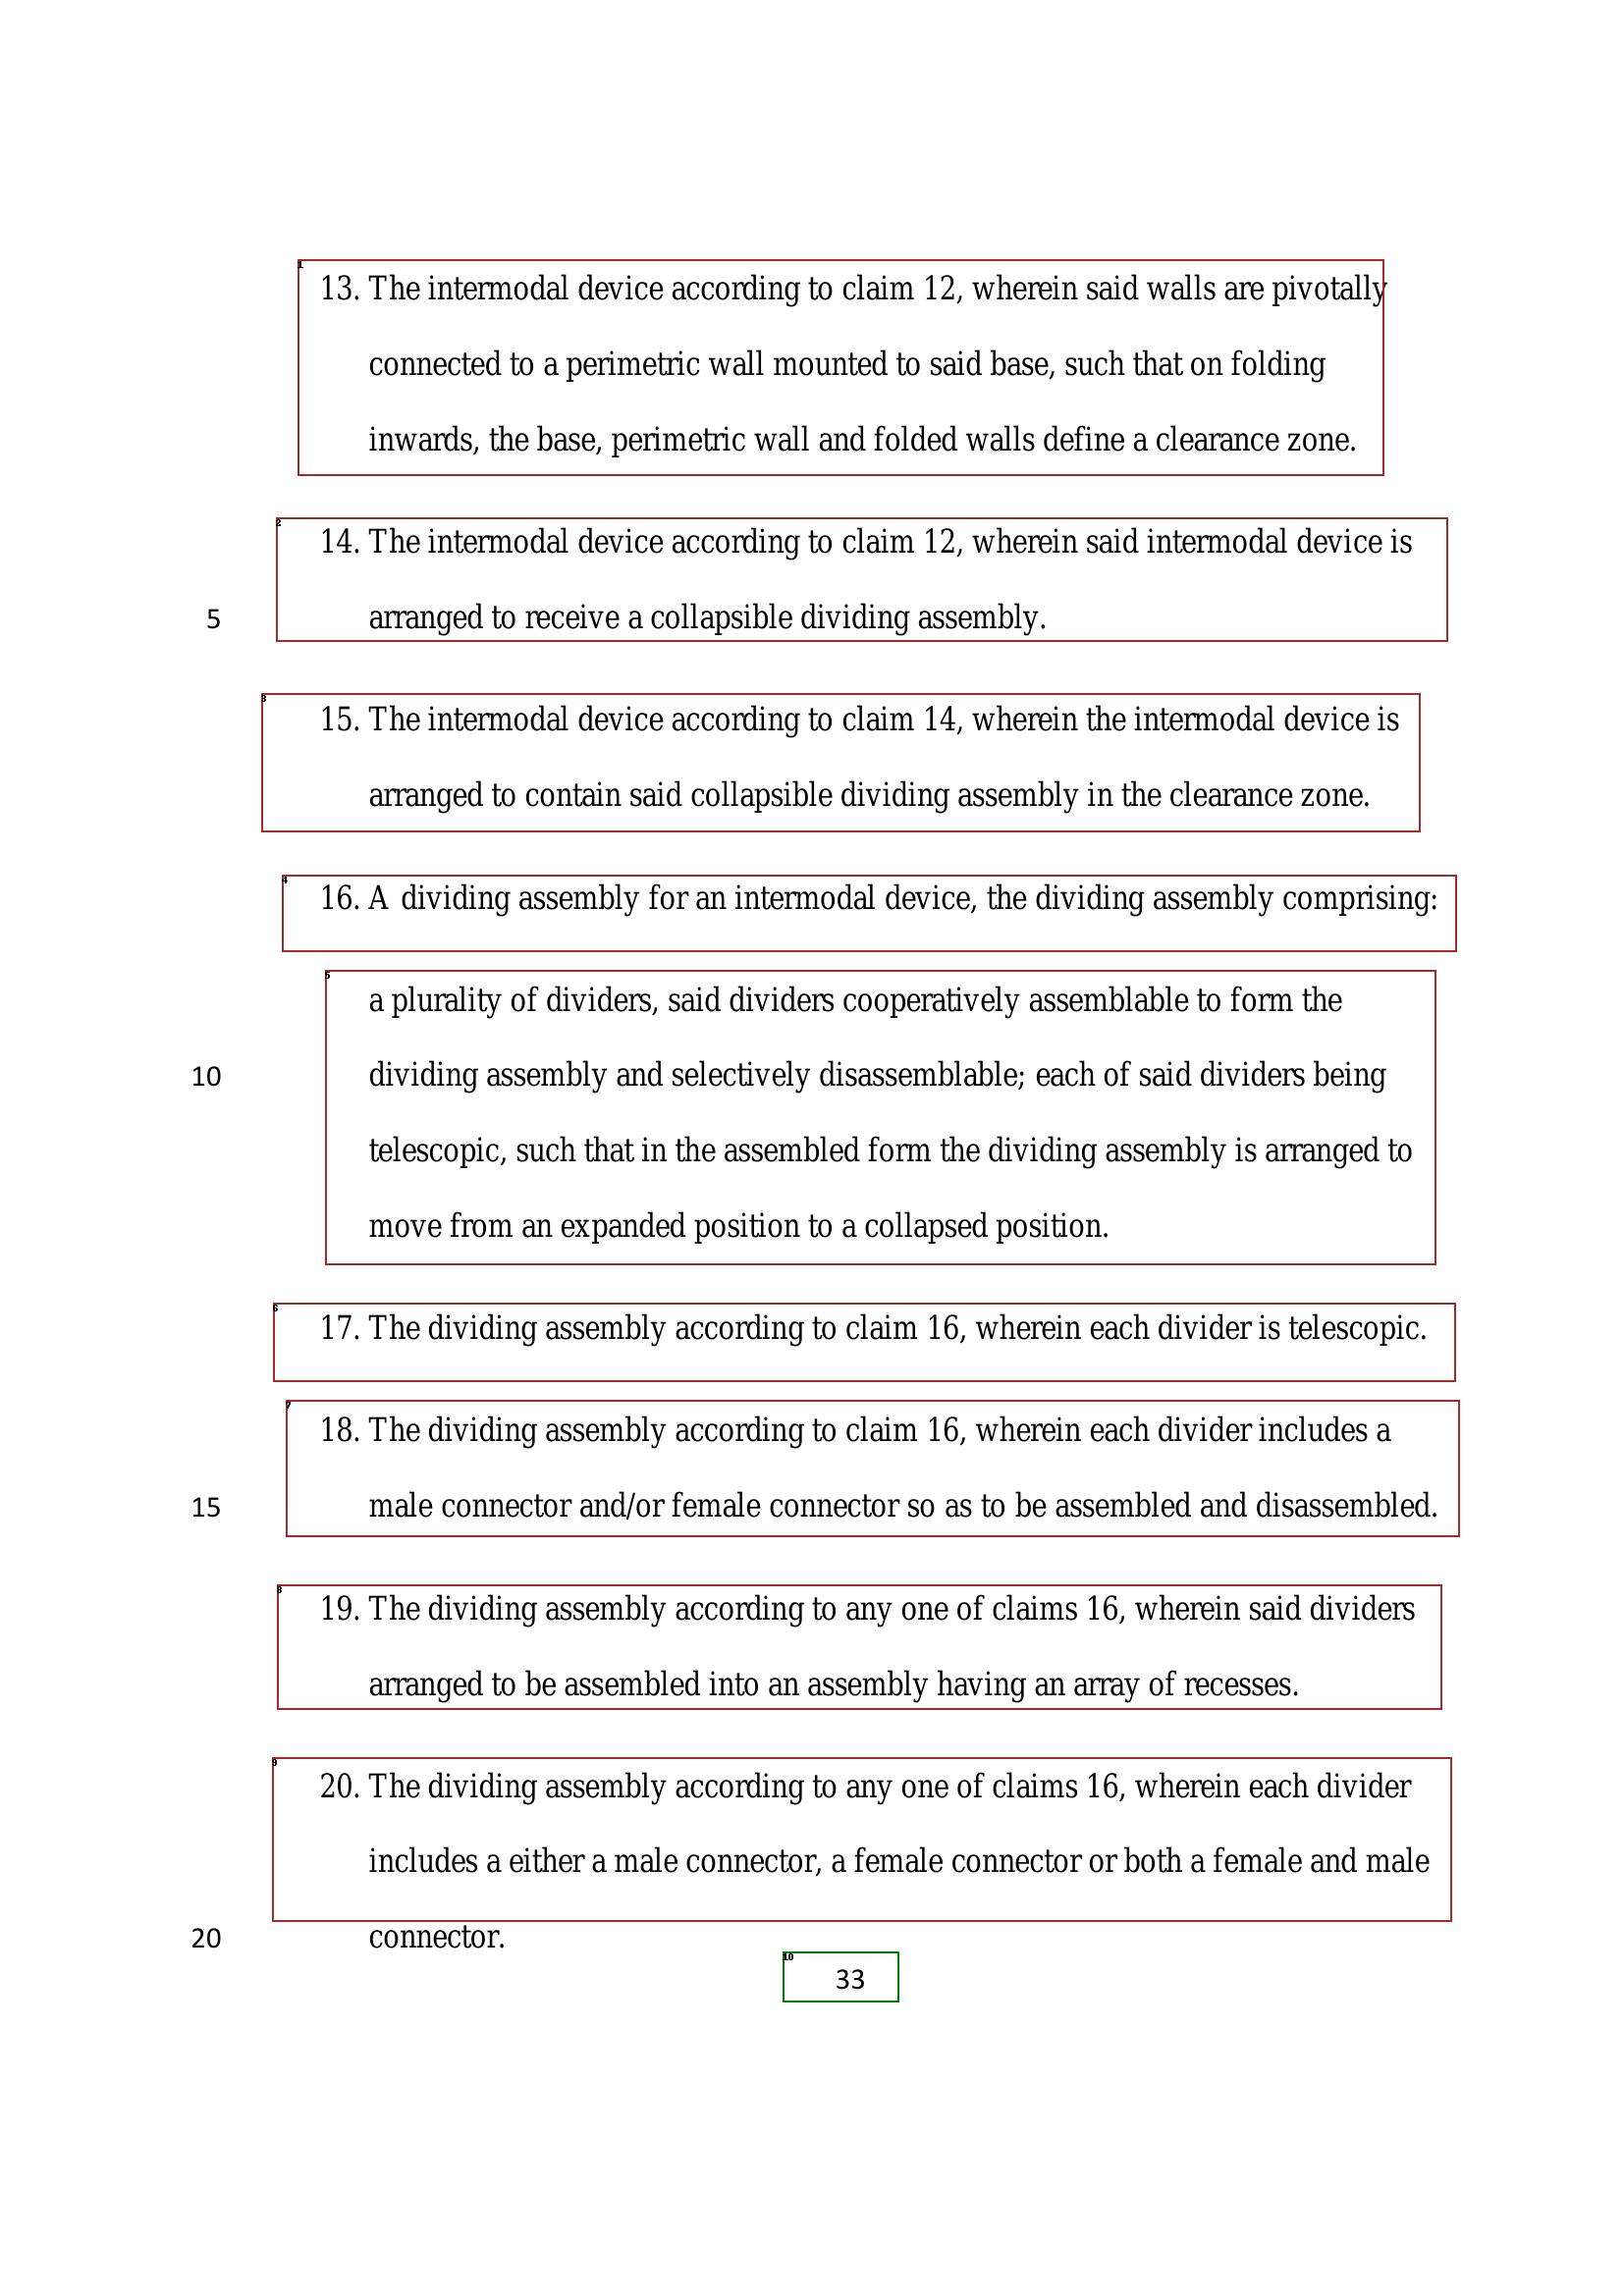 1
13. The intermodal device according to claim 12, wherein said walls are pivotally
connected to a perimetric wall mounted to said base, such that on folding
inwards, the base, perimetric wall and folded walls define a clearance zone.
2
14. The intermodal device according to claim 12, wherein said intermodal device is
5 arranged to receive a collapsible dividing assembly.
3
15. The intermodal device according to claim 14, wherein the intermodal device is
arranged to contain said collapsible dividing assembly in the clearance zone.
4
16. A dividing assembly for an intermodal device, the dividing assembly comprising:
5
a plurality of dividers, said dividers cooperatively assemblable to form the
10 dividing assembly and selectively disassemblable; each of said dividers being
telescopic, such that in the assembled form the dividing assembly is arranged to
move from an expanded position to a collapsed position.
6
17. The dividing assembly according to claim 16, wherein each divider is telescopic.
7
18. The dividing assembly according to claim 16, wherein each divider includes a
15 male connector and/or female connector so as to be assembled and disassembled.
8
19. The dividing assembly according to any one of claims 16, wherein said dividers
arranged to be assembled into an assembly having an array of recesses.
9
20. The dividing assembly according to any one of claims 16, wherein each divider
includes a either a male connector, a female connector or both a female and male
20 connector.
10
33